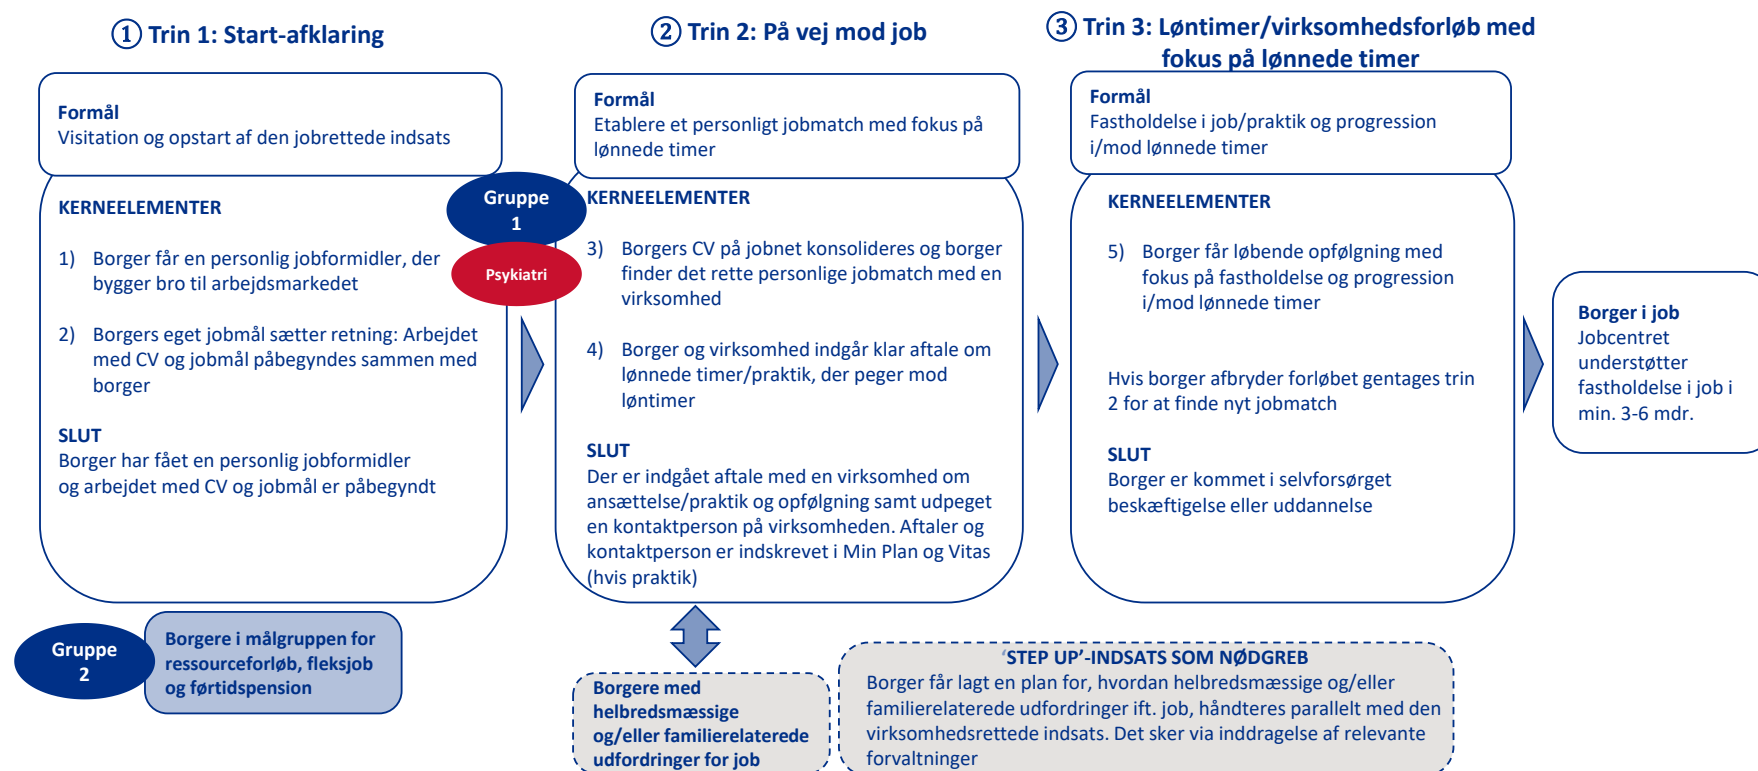 ① Trin 1: Start-afklaring
Formål
Visitation og opstart af den jobrettede indsats
KERNEELEMENTER
1) Borger får en personlig jobformidler, der
bygger bro til arbejdsmarkedet
2) Borgers eget jobmål sætter retning: Arbejdet
med CV og jobmål påbegyndes sammen med
borger
SLUT
Borger har fået en personlig jobformidler
og arbejdet med CV og jobmål er påbegyndt
Gruppe
2
Borgere i målgruppen for
ressourceforløb, fleksjob
og førtidspension
Gruppe
1
Psykiatri
② Trin 2: På vej mod job
Formål
Etablere et personligt jobmatch med fokus på
lønnede timer
KERNEELEMENTER
3) Borgers CV på jobnet konsolideres og borger
finder det rette personlige jobmatch med en
virksomhed
4) Borger og virksomhed indgår klar aftale om
lønnede timer/praktik, der peger mod
løntimer
SLUT
Der er indgået aftale med en virksomhed om
ansættelse/praktik og opfølgning samt udpeget
en kontaktperson på virksomheden. Aftaler og
kontaktperson er indskrevet i Min Plan og Vitas
(hvis praktik)
Borgere med
helbredsmæssige
og/eller familierelaterede
udfordringer for job
‘STEP UP’-INDSATS SOM NØDGREB
Borger får lagt en plan for, hvordan helbredsmæssige og/eller
familierelaterede udfordringer ift. job, håndteres parallelt med den
virksomhedsrettede indsats. Det sker via inddragelse af relevante
forvaltninger
③ Trin 3: Løntimer/virksomhedsforløb med
fokus på lønnede timer
Formål
Fastholdelse i job/praktik og progression
i/mod lønnede timer
KERNEELEMENTER
5) Borger får løbende opfølgning med
fokus på fastholdelse og progression
i/mod lønnede timer
Hvis borger afbryder forløbet gentages trin
2 for at finde nyt jobmatch
SLUT
Borger er kommet i selvforsørget
beskæftigelse eller uddannelse
Borger i job
Jobcentret
understøtter
fastholdelse i job i
min. 3-6 mdr.